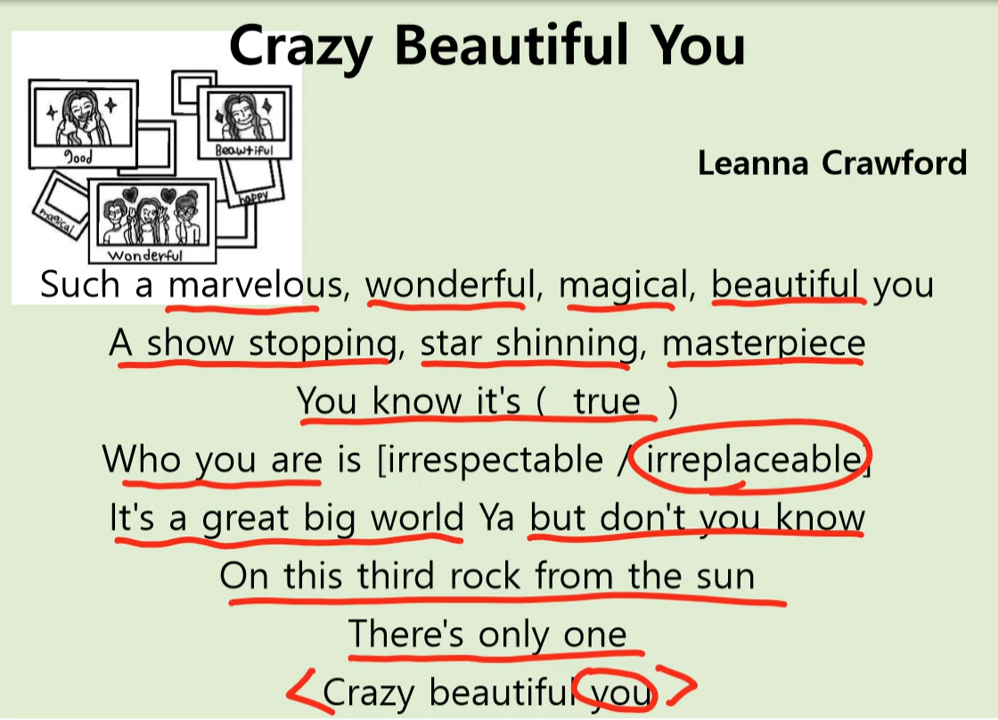 Crazy Beautiful You
good
Beautiful
happy
magical
Wonderful
Leanna Crawford
Such a marvelous, wonderful, magical, beautiful you
A show stopping, star shinning, masterpiece
You know it's ( true )
Who you are is [irrespectable / irreplaceable]
It's a great big world Ya but don't you know
On this third rock from the sun
There's only one
<Crazy beautiful you>